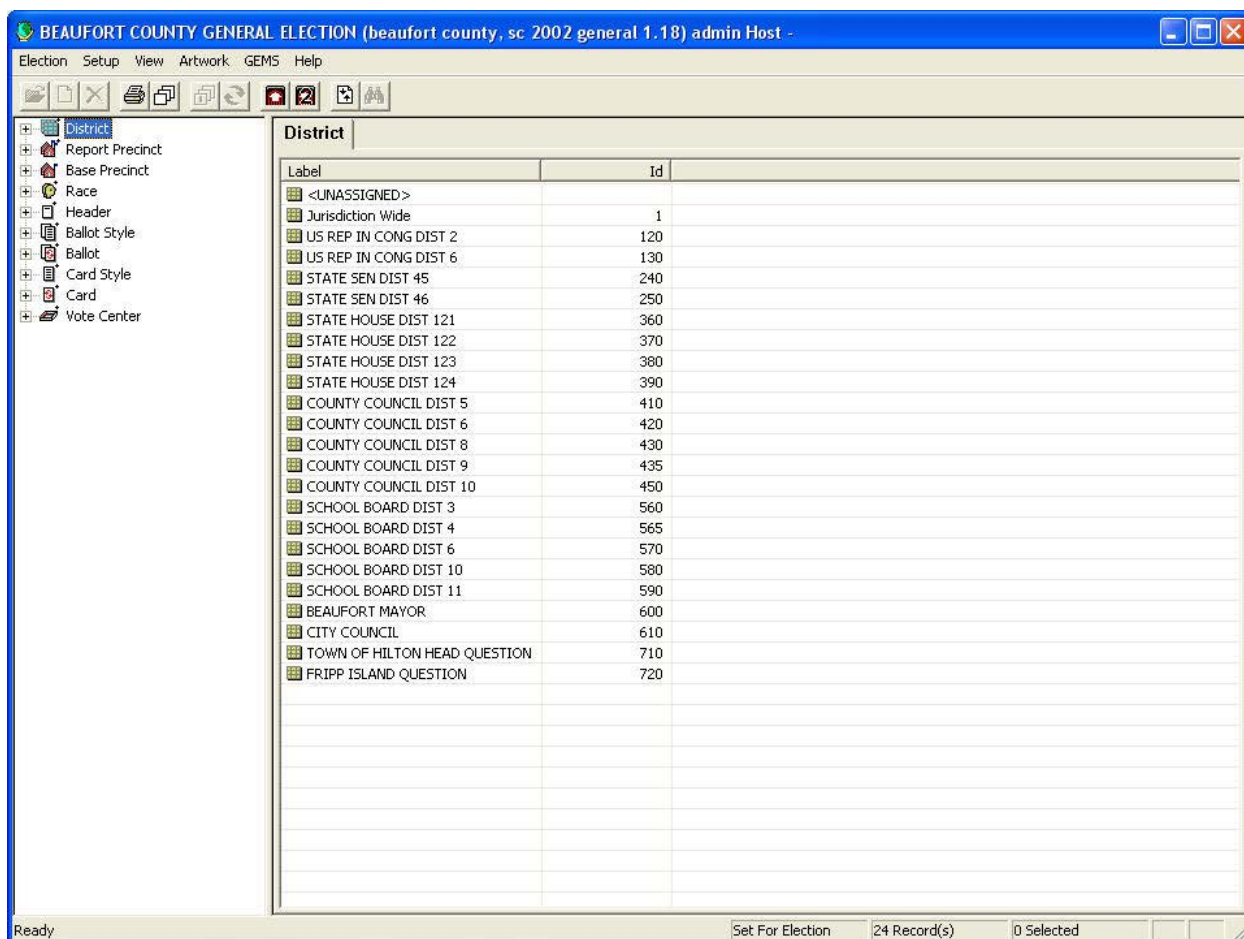 BEAUFORT COUNTY GENERAL ELECTION (beaufort county, sc 2002 general 1.18) admin Host -
Election Setup View Artwork GEMS Help
District
Report Precinct
Base Precinct
Race
Header
Ballot Style
Ballot
Card Style
Card
Vote Center
District
Label Id
<UNASSIGNED>
Jurisdiction Wide 1
US REP IN CONG DIST 2 120
US REP IN CONG DIST 6 130
STATE SEN DIST 45 240
STATE SEN DIST 46 250
STATE HOUSE DIST 121 360
STATE HOUSE DIST 122 370
STATE HOUSE DIST 123 380
STATE HOUSE DIST 124 390
COUNTY COUNCIL DIST 5 410
COUNTY COUNCIL DIST 6 420
COUNTY COUNCIL DIST 8 430
COUNTY COUNCIL DIST 9 435
COUNTY COUNCIL DIST 10 450
SCHOOL BOARD DIST 3 560
SCHOOL BOARD DIST 4 565
SCHOOL BOARD DIST 6 570
SCHOOL BOARD DIST 10 580
SCHOOL BOARD DIST 11 590
BEAUFORT MAYOR 600
CITY COUNCIL 610
TOWN OF HILTON HEAD QUESTION 710
FRIPP ISLAND QUESTION 720
Ready Set For Election 24 Record(s) 0 Selected